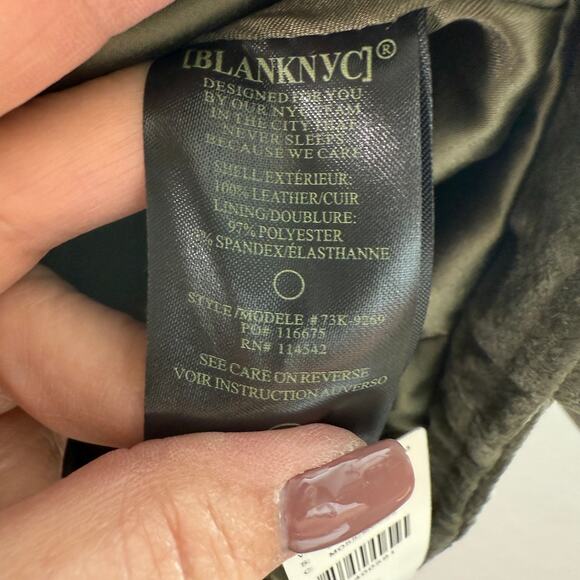 [BLANKNYC]®
DESIGNED FOR YOU
BY OUR NYC TEAM
IN THE CITY THAT
NEVER SLEEPS
BECAUSE WE CARE
SHELL/EXTÉRIEUR:
100% LEATHER/CUIR
LINING/DOUBLURE:
97% POLYESTER
% SPANDEX/ÉLASTHANNE
STYLE/MODELE #73K-9269
PO# 116675
RN# 114542
SEE CARE ON REVERSE
VOIR INSTRUCTION AU VERSO